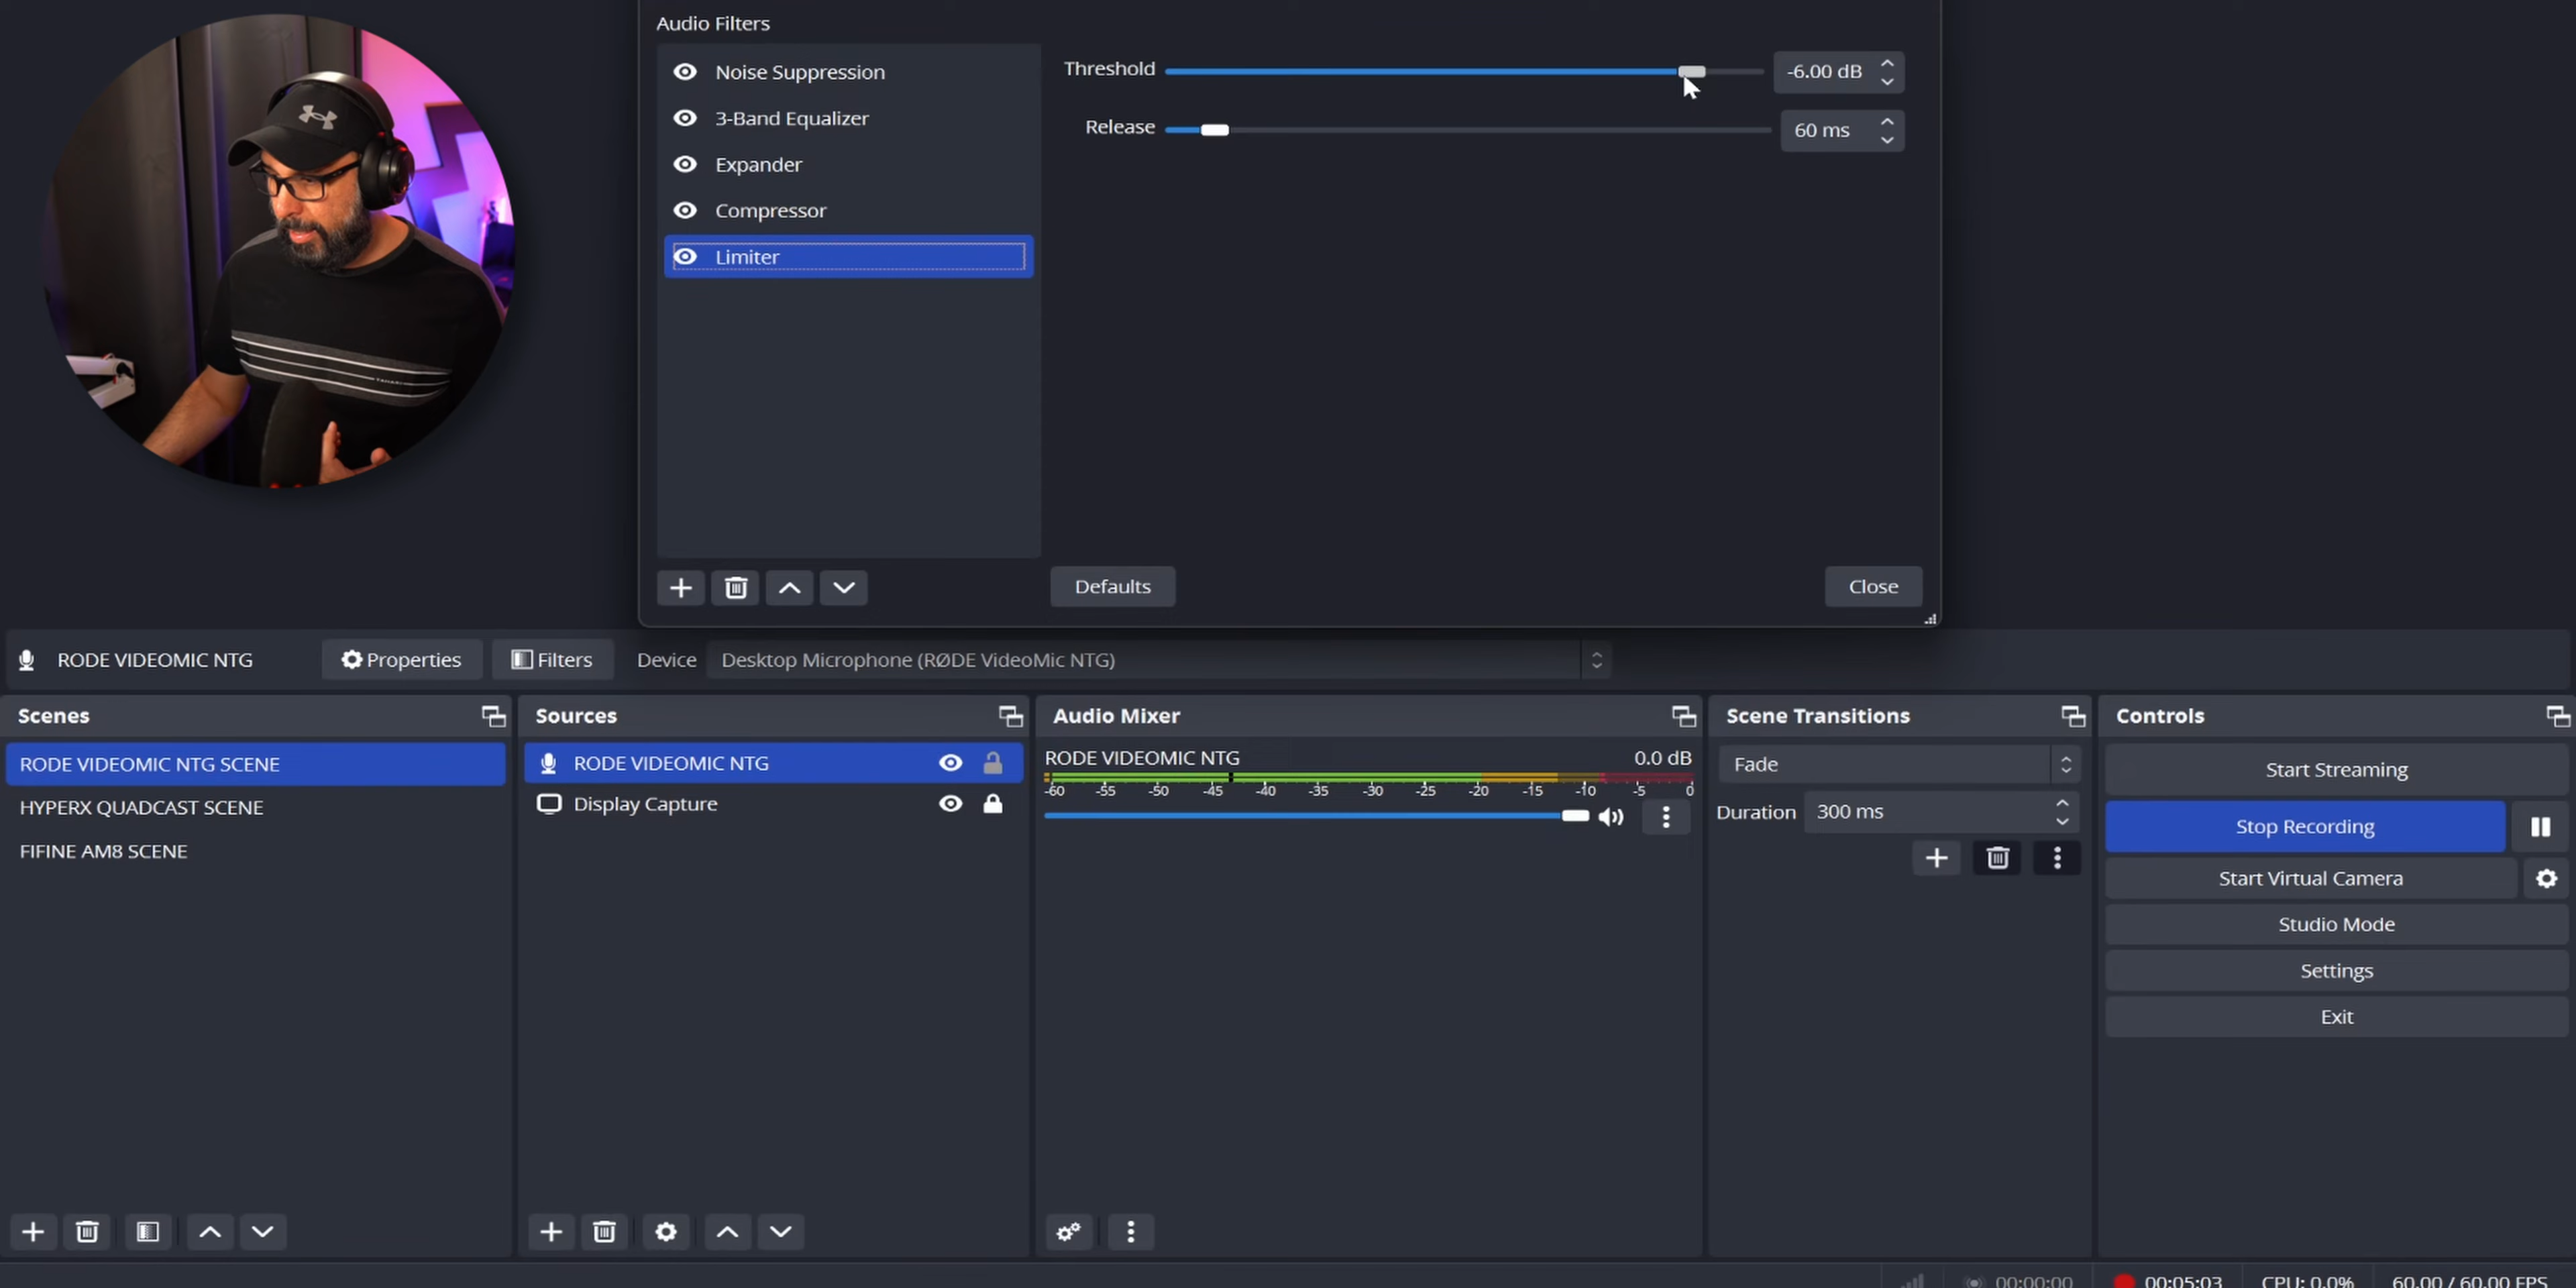 Audio Filters
Noise Suppression
3-Band Equalizer
Expander
Compressor
Limiter
Threshold
-6.00 dB
Release
60 ms
Defaults
Close
RODE VIDEOMIC NTG
Properties
Filters
Device
Desktop Microphone (RØDE VideoMic NTG)
Scenes
RODE VIDEOMIC NTG SCENE
HYPERX QUADCAST SCENE
FIFINE AM8 SCENE
Sources
RODE VIDEOMIC NTG
Display Capture
Audio Mixer
RODE VIDEOMIC NTG 0.0 dB
-60 -55 -50 -45 -40 -35 -30 -25 -20 -15 -10 -5 0
Scene Transitions
Fade
Duration 300 ms
Controls
Start Streaming
Stop Recording
Start Virtual Camera
Studio Mode
Settings
Exit
00:00:00 00:05:03 CPU: 0.0% 60.00 / 60.00 FPS